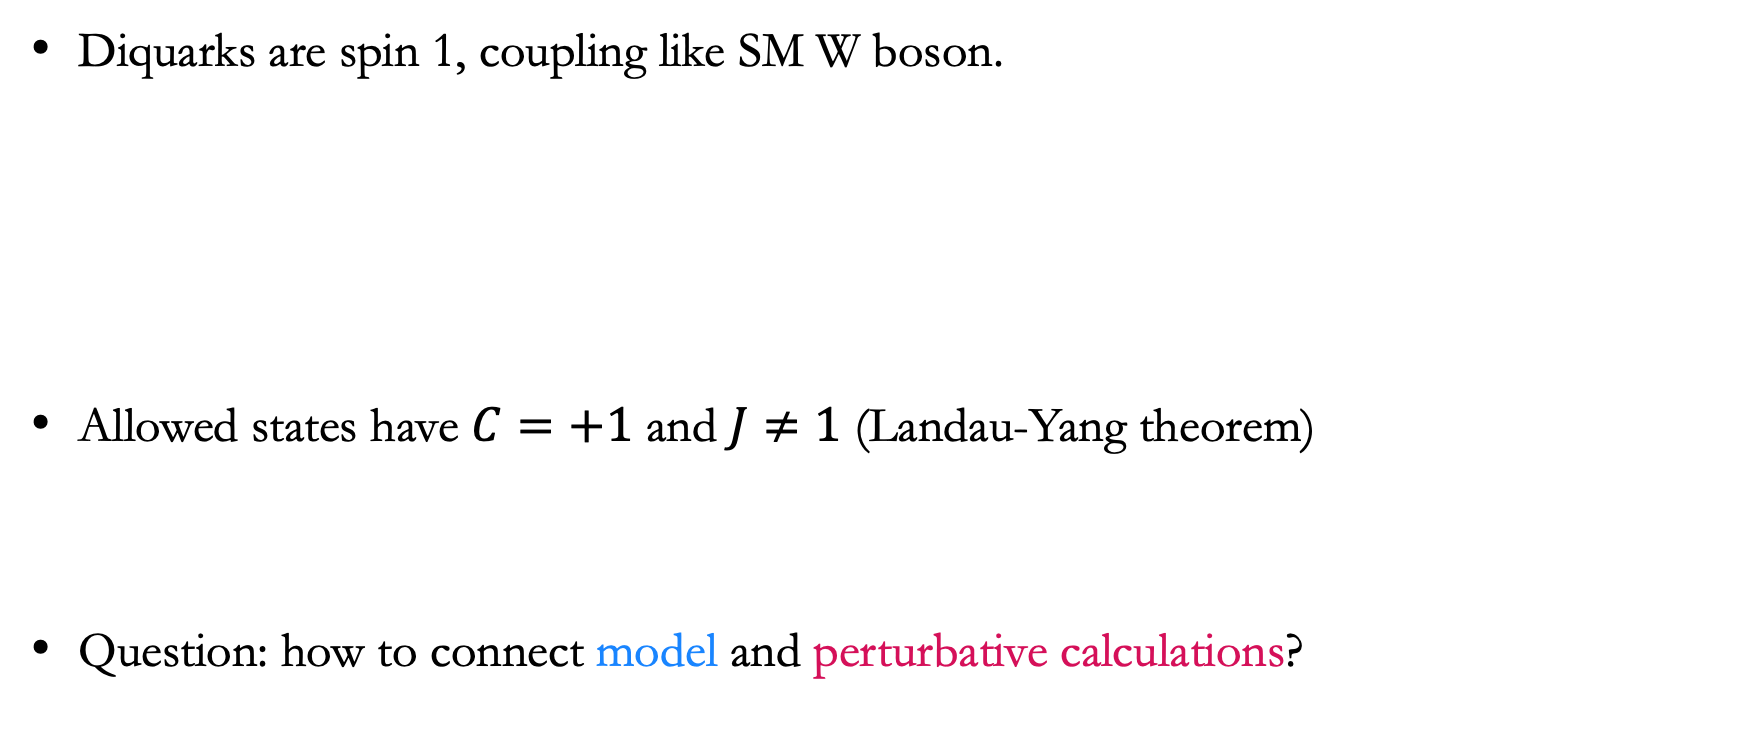 • Diquarks are spin 1, coupling like SM W boson.
• Allowed states have C = +1 and J ≠ 1 (Landau-Yang theorem)
• Question: how to connect model and perturbative calculations?